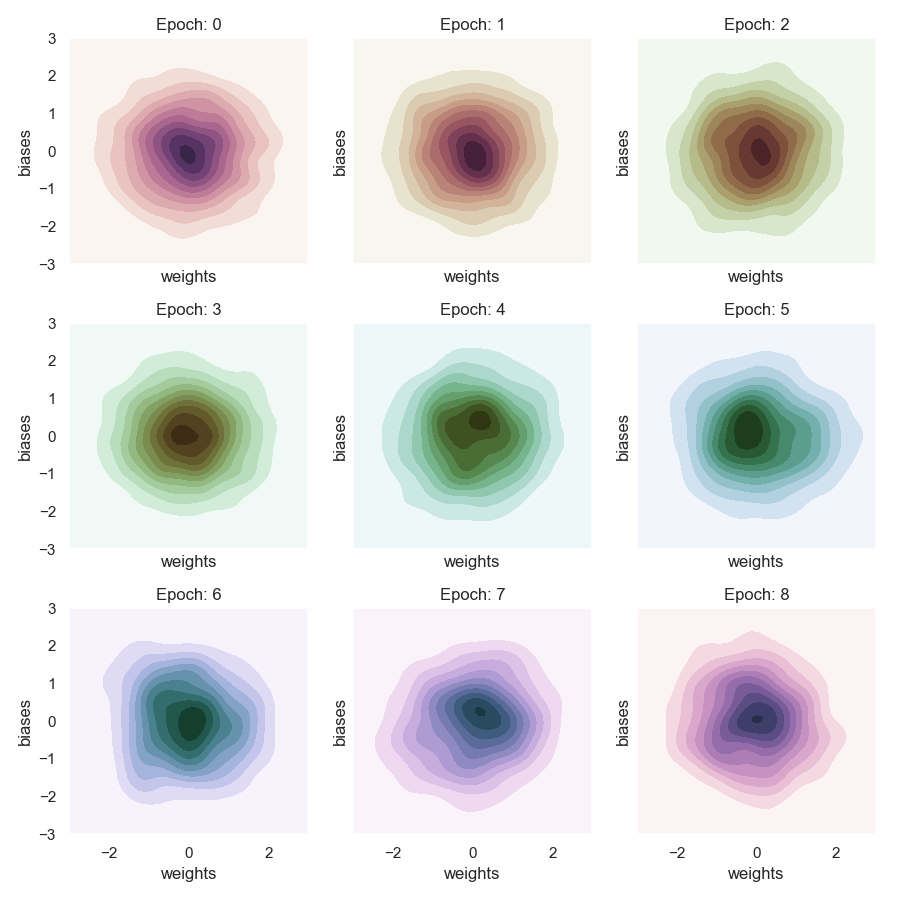 Epoch: 0 Epoch: 1 Epoch: 2
3
2
1
0
−1
−2
−3
biases biases biases
weights weights weights
Epoch: 3 Epoch: 4 Epoch: 5
3
2
1
0
−1
−2
−3
biases biases biases
weights weights weights
Epoch: 6 Epoch: 7 Epoch: 8
3
2
1
0
−1
−2
−3
biases biases biases
−2 0 2 −2 0 2 −2 0 2
weights weights weights